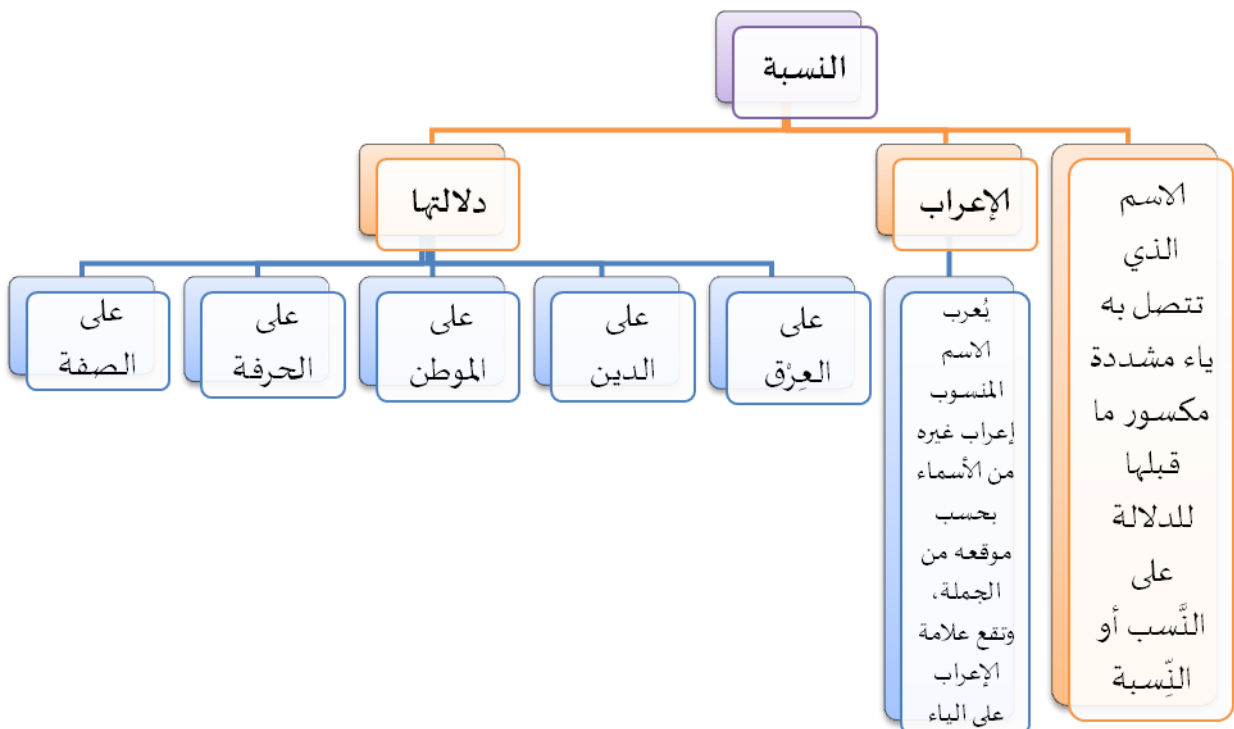 النسبة
الاسم
الذي
تتصل به
ياء مشددة
مكسور ما
قبلها
للدلالة
على
النَّسب أو
النِّسبة
الإعراب
يُعرب
الاسم
المنسوب
إعراب غيره
من الأسماء
بحسب
موقعه من
الجملة،
وتقع علامة
الإعراب
على الياء
دلالتها
على
العِرْق
على
الدين
على
الموطن
على
الحرفة
على
الصفة